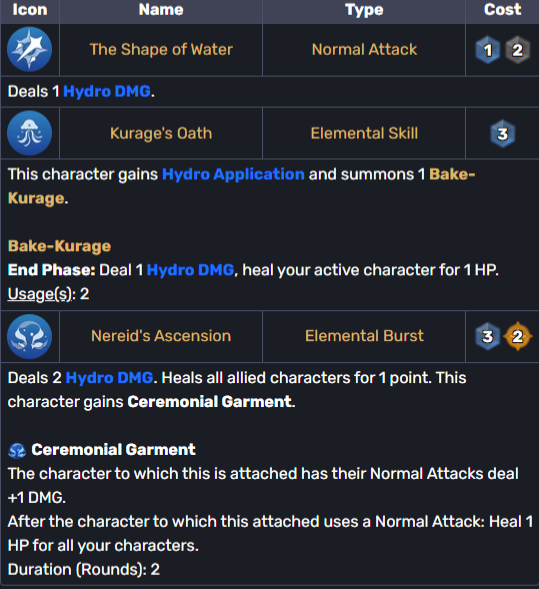 Icon Name Type Cost
The Shape of Water Normal Attack 1 2
Deals 1 Hydro DMG.
Kurage's Oath Elemental Skill 3
This character gains Hydro Application and summons 1 Bake-
Kurage.
Bake-Kurage
End Phase: Deal 1 Hydro DMG, heal your active character for 1 HP.
Usage(s): 2
Nereid's Ascension Elemental Burst 3 2
Deals 2 Hydro DMG. Heals all allied characters for 1 point. This
character gains Ceremonial Garment.
Ceremonial Garment
The character to which this is attached has their Normal Attacks deal
+1 DMG.
After the character to which this attached uses a Normal Attack: Heal 1
HP for all your characters.
Duration (Rounds): 2